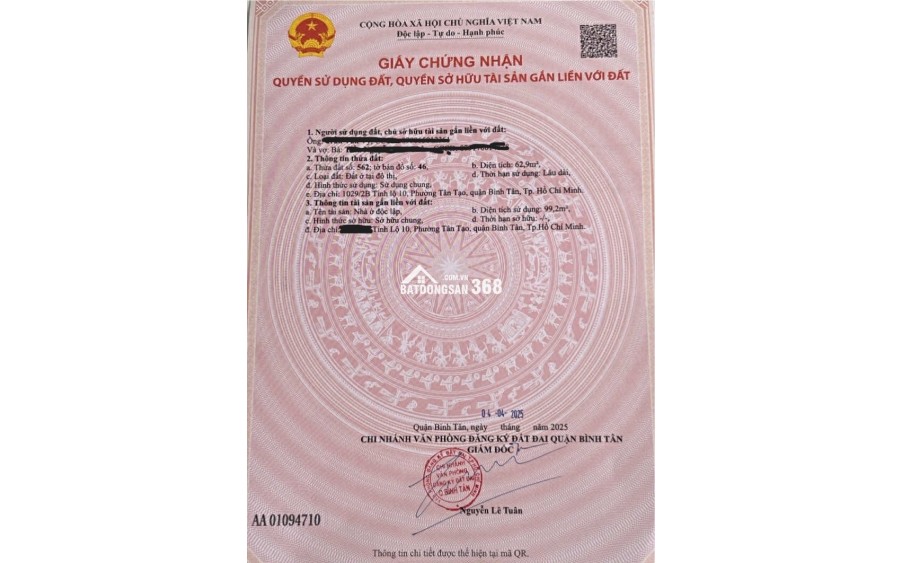 CỘNG HÒA XÃ HỘI CHỦ NGHĨA VIỆT NAM
Độc lập - Tự do - Hạnh phúc
GIẤY CHỨNG NHẬN
QUYỀN SỬ DỤNG ĐẤT, QUYỀN SỞ HỮU TÀI SẢN GẮN LIỀN VỚI ĐẤT
1. Người sử dụng đất, chủ sở hữu tài sản gắn liền với đất:
Ông:
Và vợ: Bà:
2. Thông tin thửa đất:
a. Thửa đất số: 562; tờ bản đồ số: 46, b. Diện tích: 62,9m²,
c. Loại đất: Đất ở tại đô thị, d. Thời hạn sử dụng: Lâu dài,
đ. Hình thức sử dụng: Sử dụng chung,
e. Địa chỉ: 1029/2B Tỉnh lộ 10, Phường Tân Tạo, quận Bình Tân, TP. Hồ Chí Minh.
3. Thông tin tài sản gắn liền với đất:
a. Tên tài sản: Nhà ở độc lập, b. Diện tích sử dụng: 99,2m²,
c. Hình thức sở hữu: Sở hữu chung, d. Thời hạn sở hữu: -/-,
đ. Địa chỉ: Tỉnh Lộ 10, Phường Tân Tạo, quận Bình Tân, Tp.Hồ Chí Minh.
.COM.VN
BATDONGSAN 368
04 -04- 2025
Quận Bình Tân, ngày tháng năm 2025
CHI NHÁNH VĂN PHÒNG ĐĂNG KÝ ĐẤT ĐAI QUẬN BÌNH TÂN
GIÁM ĐỐC
CHI NHÁNH
VĂN PHÒNG
ĐĂNG KÝ ĐẤT ĐAI
Q.BÌNH TÂN
Nguyễn Lê Tuân
AA 01094710
Thông tin chi tiết được thể hiện tại mã QR.